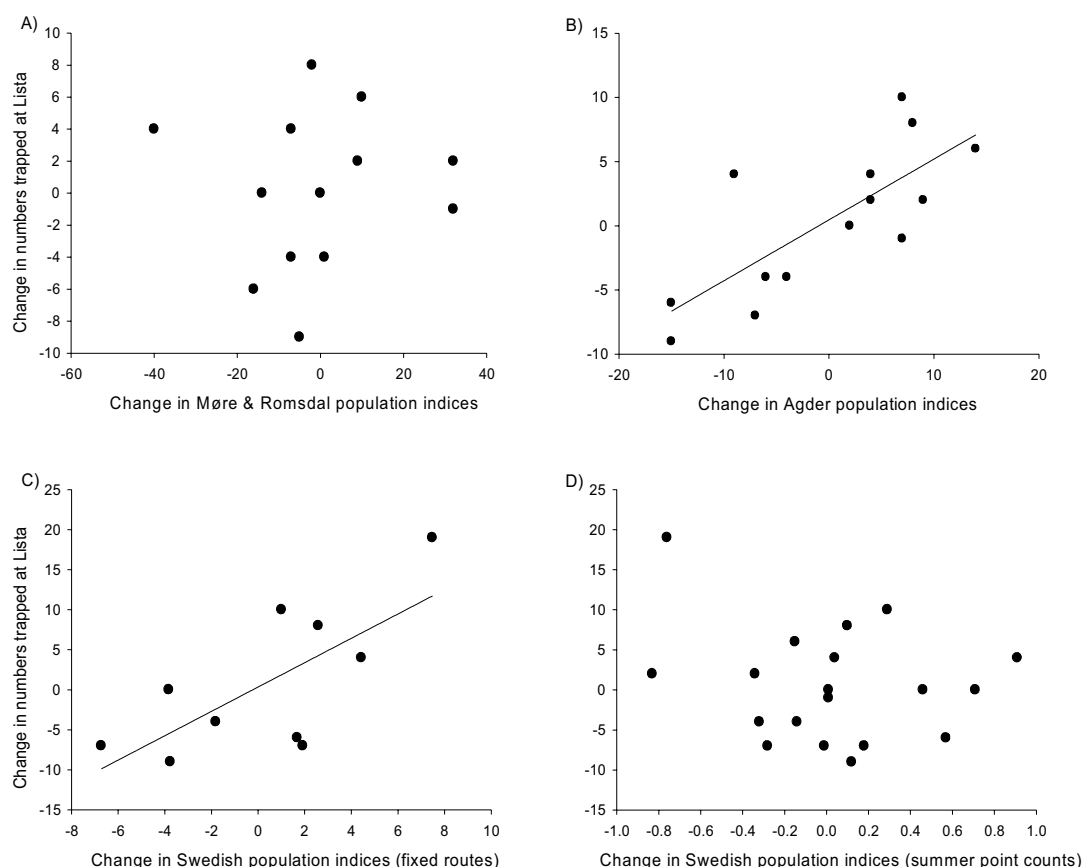 A)
10
8
6
4
2
0
-2
-4
-6
-8
-10
-60 -40 -20 0 20 40
Change in numbers trapped at Lista
Change in Møre & Romsdal population indices
B)
15
10
5
0
-5
-10
-20 -10 0 10 20
Change in Agder population indices
C)
25
20
15
10
5
0
-5
-10
-15
-8 -6 -4 -2 0 2 4 6 8 10
Change in numbers trapped at Lista
Change in Swedish population indices (fixed routes)
D)
25
20
15
10
5
0
-5
-10
-15
-1.0 -0.8 -0.6 -0.4 -0.2 0.0 0.2 0.4 0.6 0.8 1.0
Change in Swedish population indices (summer point counts)